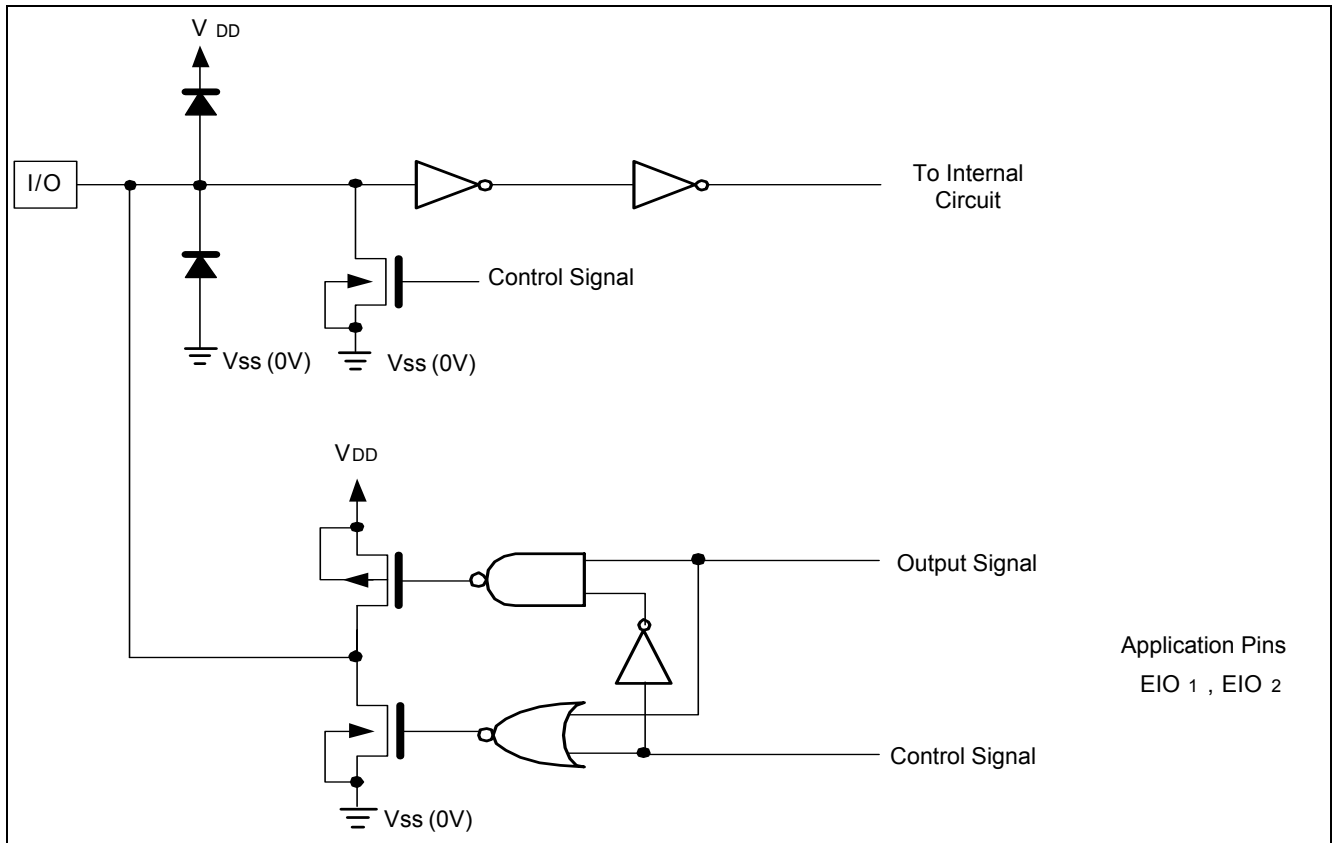 V DD
I/O
To Internal
Circuit
Control Signal
Vss (0V)
Vss (0V)
VDD
Output Signal
Application Pins
EIO 1 , EIO 2
Control Signal
Vss (0V)